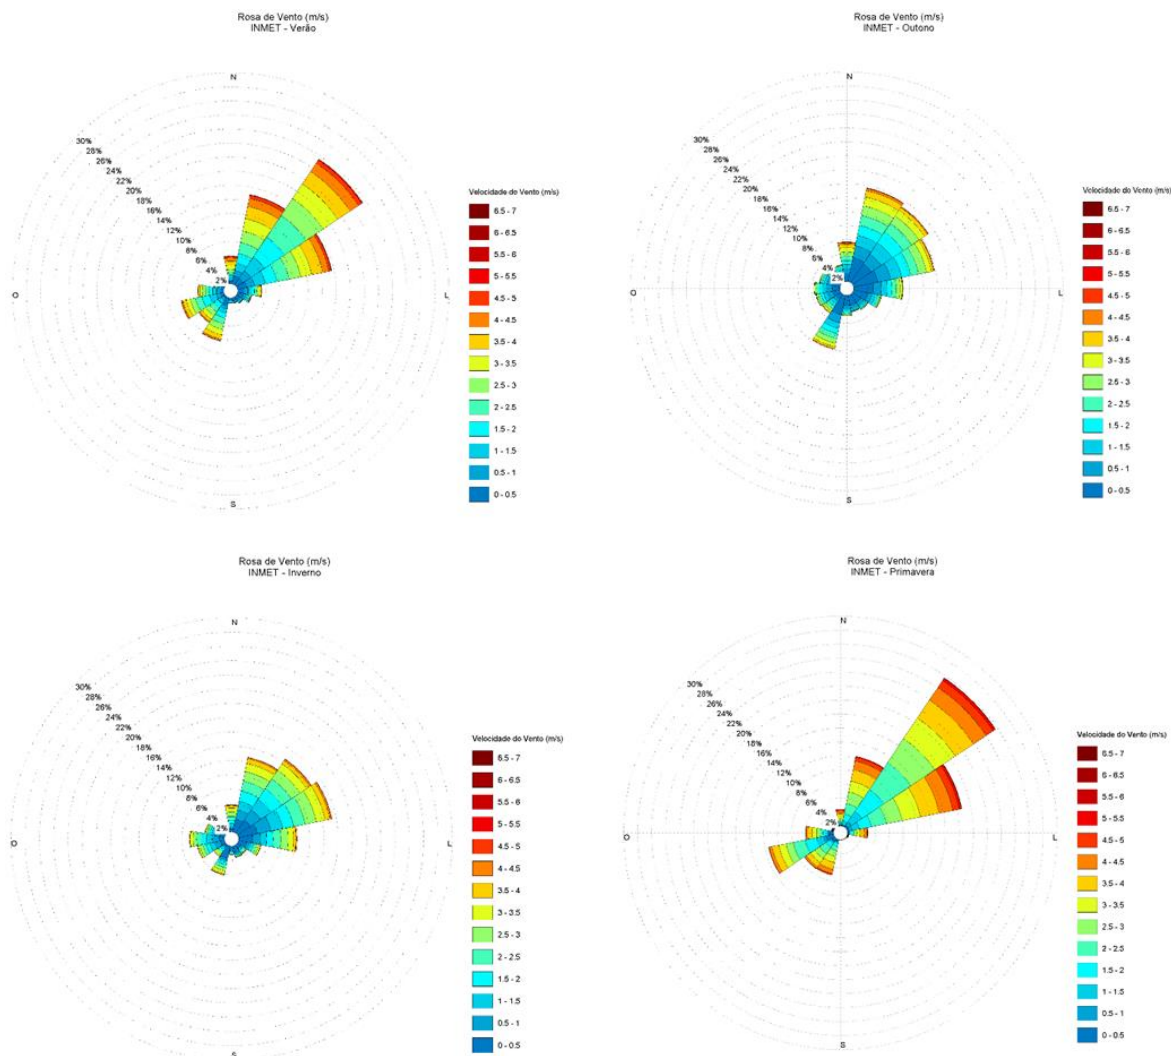 Rosa de Vento (m/s)
INMET - Verão
N
30%
28%
26%
24%
22%
20%
18%
16%
14%
12%
10%
8%
6%
4%
2%
O
L
S
Velocidade do Vento (m/s)
6.5 - 7
6 - 6.5
5.5 - 6
5 - 5.5
4.5 - 5
4 - 4.5
3.5 - 4
3 - 3.5
2.5 - 3
2 - 2.5
1.5 - 2
1 - 1.5
0.5 - 1
0 - 0.5
Rosa de Vento (m/s)
INMET - Outono
N
30%
28%
26%
24%
22%
20%
18%
16%
14%
12%
10%
8%
6%
4%
2%
O
L
S
Velocidade do Vento (m/s)
6.5 - 7
6 - 6.5
5.5 - 6
5 - 5.5
4.5 - 5
4 - 4.5
3.5 - 4
3 - 3.5
2.5 - 3
2 - 2.5
1.5 - 2
1 - 1.5
0.5 - 1
0 - 0.5
Rosa de Vento (m/s)
INMET - Inverno
N
30%
28%
26%
24%
22%
20%
18%
16%
14%
12%
10%
8%
6%
4%
2%
O
L
S
Velocidade do Vento (m/s)
6.5 - 7
6 - 6.5
5.5 - 6
5 - 5.5
4.5 - 5
4 - 4.5
3.5 - 4
3 - 3.5
2.5 - 3
2 - 2.5
1.5 - 2
1 - 1.5
0.5 - 1
0 - 0.5
Rosa de Vento (m/s)
INMET - Primavera
N
30%
28%
26%
24%
22%
20%
18%
16%
14%
12%
10%
8%
6%
4%
2%
O
L
S
Velocidade do Vento (m/s)
6.5 - 7
6 - 6.5
5.5 - 6
5 - 5.5
4.5 - 5
4 - 4.5
3.5 - 4
3 - 3.5
2.5 - 3
2 - 2.5
1.5 - 2
1 - 1.5
0.5 - 1
0 - 0.5